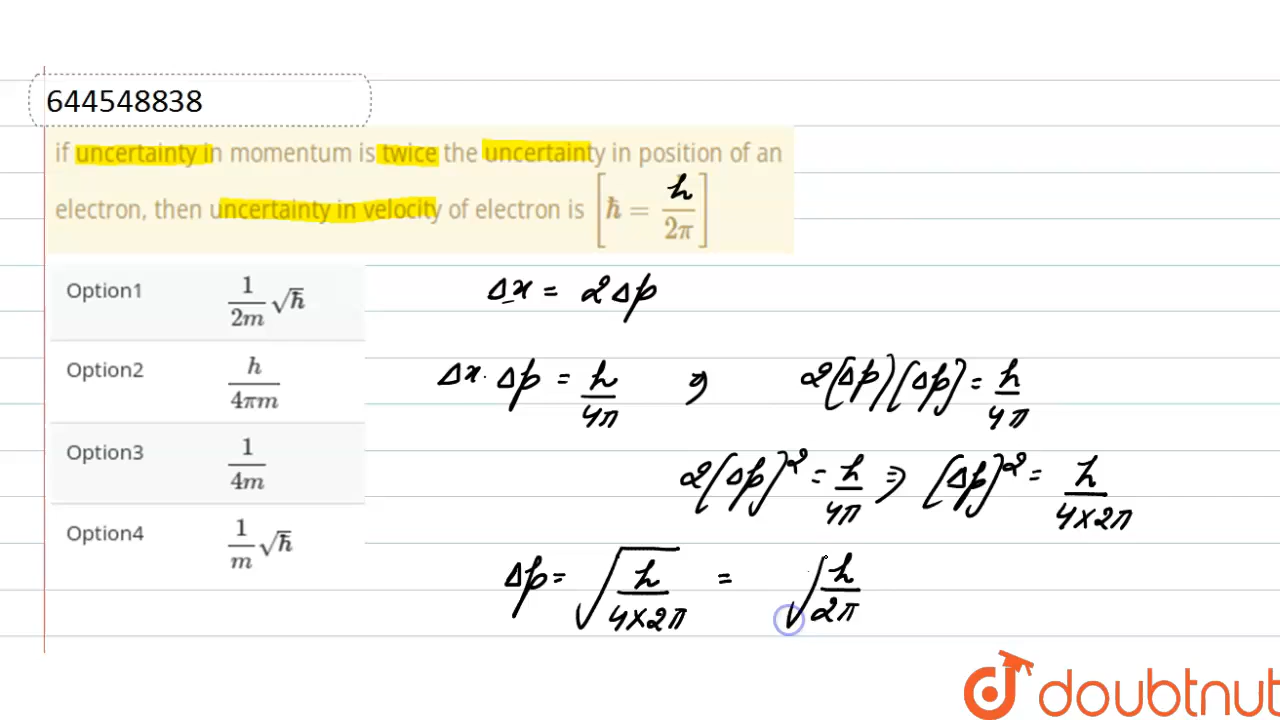 644548838
if uncertainty in momentum is twice the uncertainty in position of an
electron, then uncertainty in velocity of electron is [ħ = h/2π]
Option1 1/2m √ħ
Option2 h/4πm
Option3 1/4m
Option4 1/m √ħ
Δx = 2Δp
Δx. Δp = h/4π ⇒ 2(Δp)(Δp) = h/4π
2(Δp)² = h/4π ⇒ (Δp)² = h/4×2π
Δp = √h/4×2π = √h/2π
doubtnut